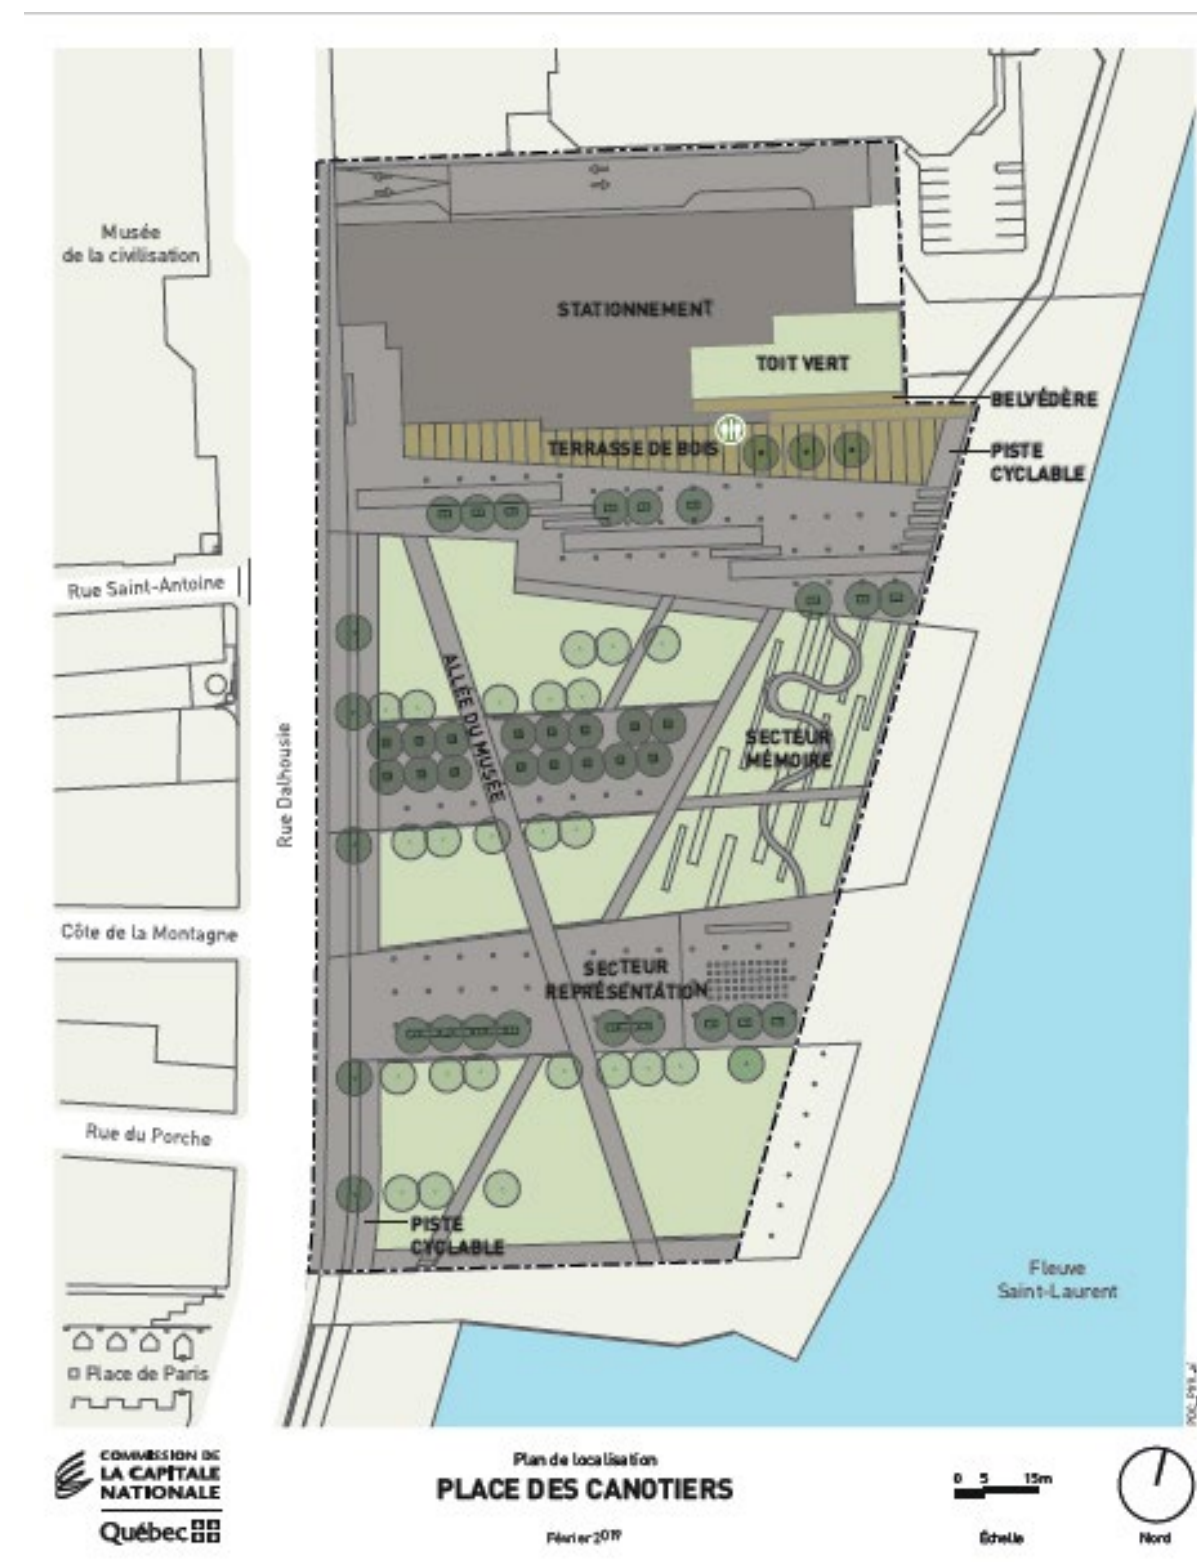 Musée
de la civilisation
STATIONNEMENT
TOIT VERT
BELVÉDÈRE
TERRASSE DE BOIS
PISTE
CYCLABLE
Rue Saint-Antoine
ALLÉE DU MUSÉE
Rue Dalhousie
SECTEUR
MÉMOIRE
Côte de la Montagne
SECTEUR
REPRÉSENTATION
Rue du Porche
PISTE
CYCLABLE
Fleuve
Saint-Laurent
Place de Paris
COMMISSION DE
LA CAPITALE
NATIONALE
Québec
Plan de localisation
PLACE DES CANOTIERS
Février 2019
0 5 15m
Échelle
Nord